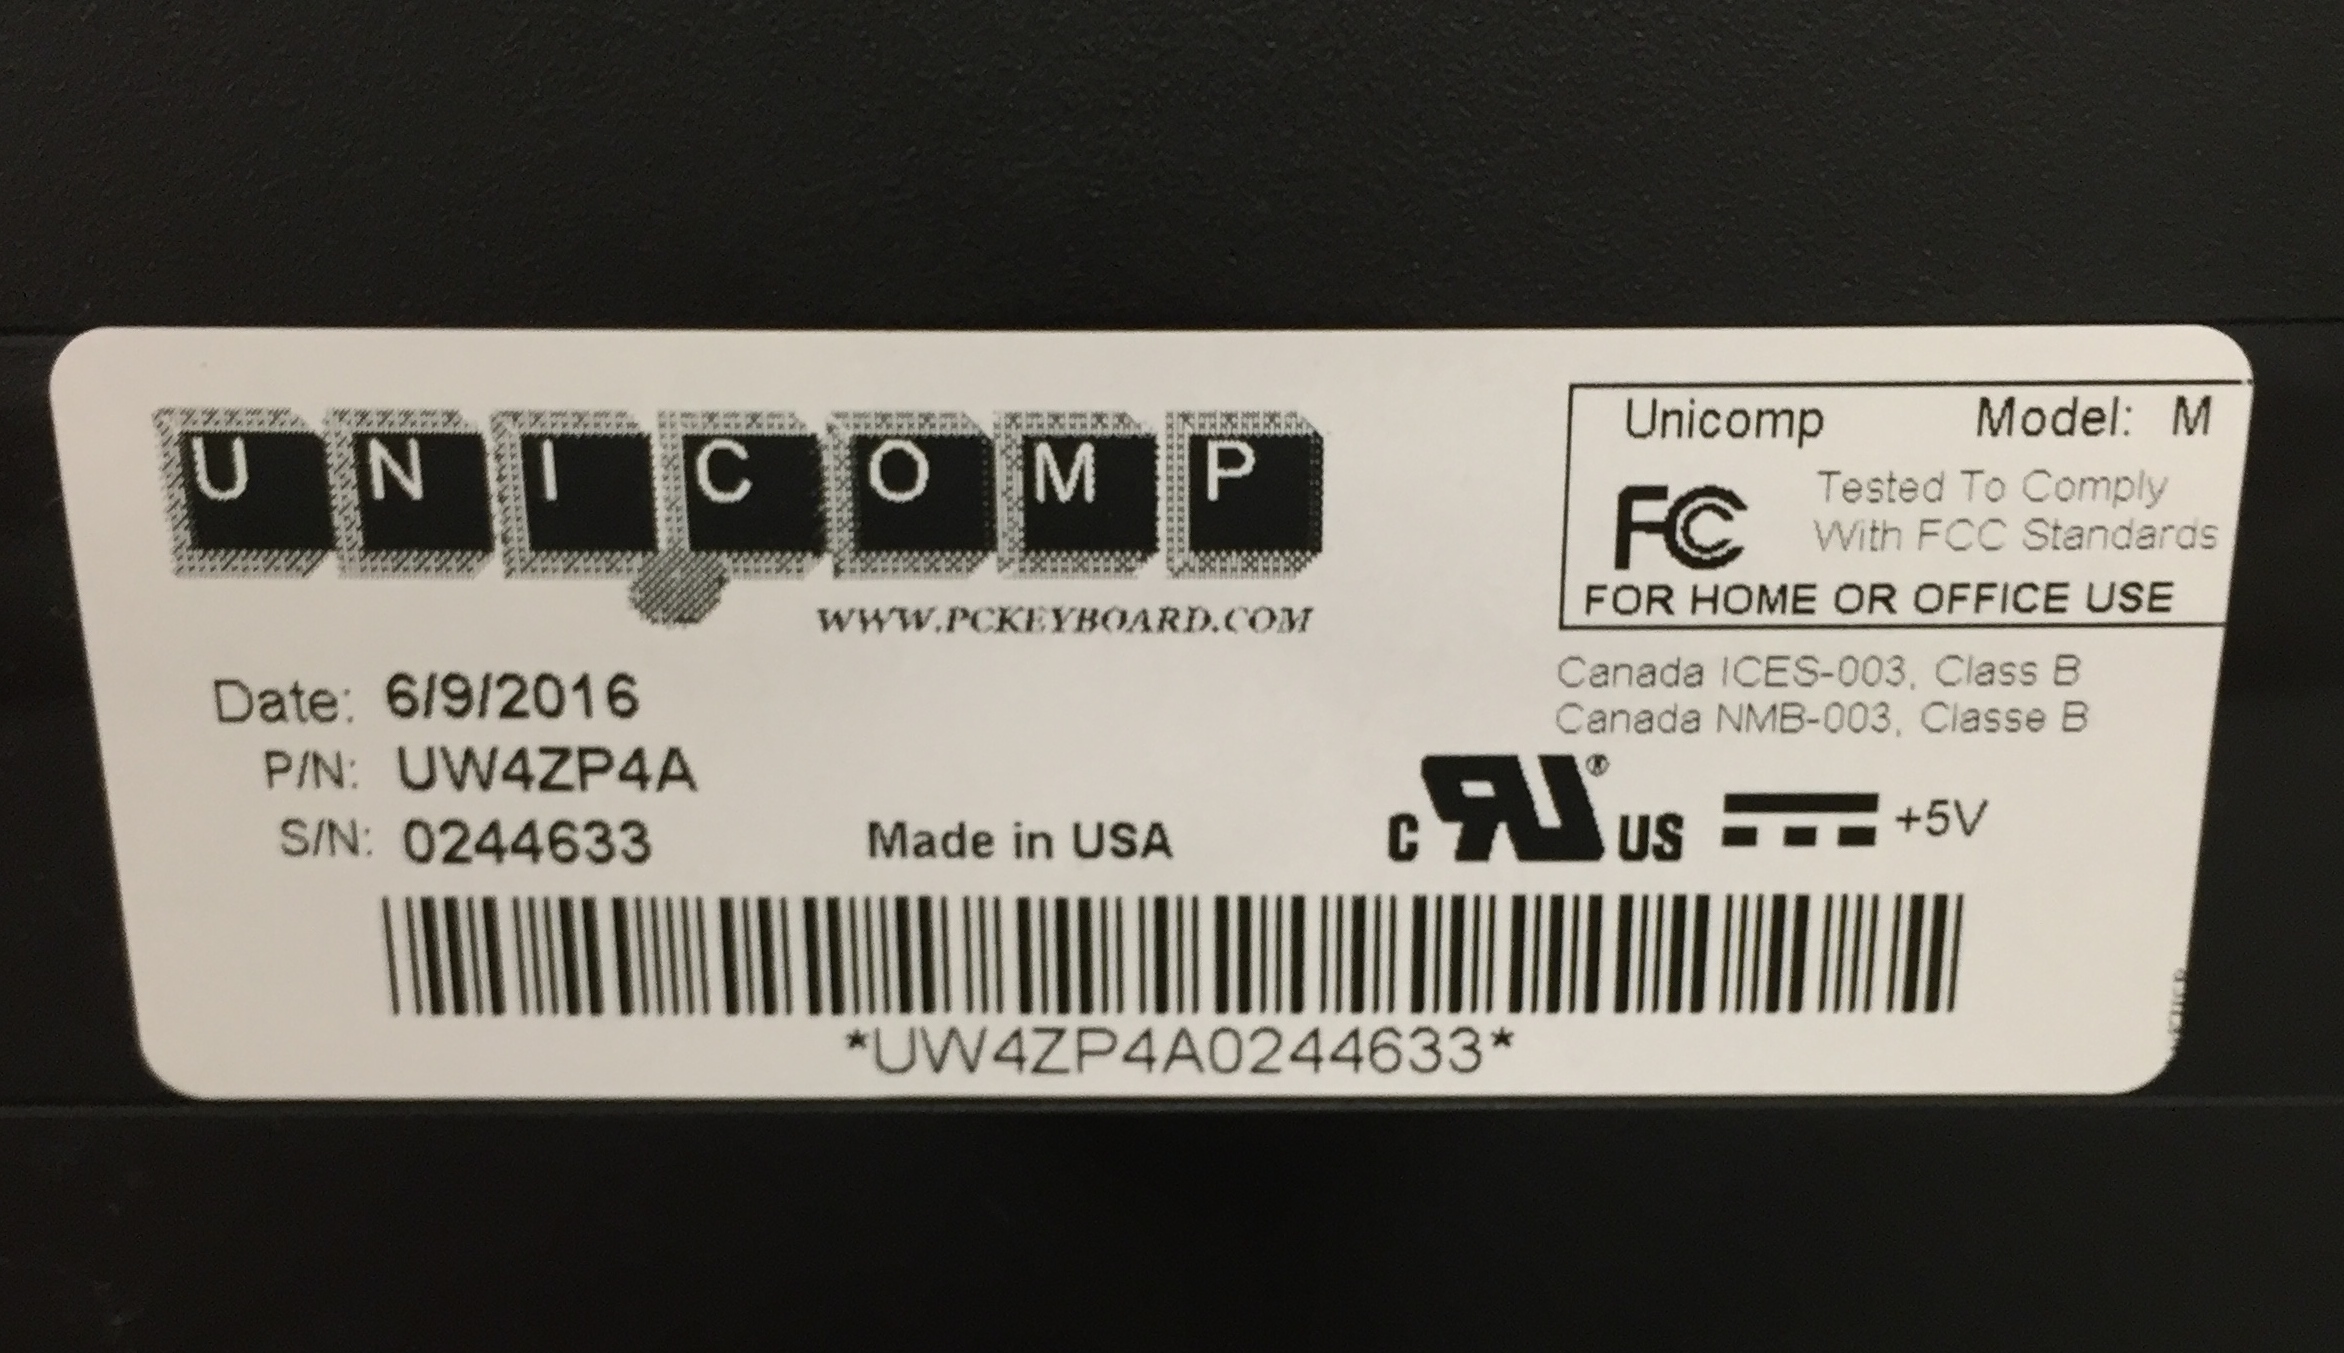 UNICOMP
WWW.PCKEYBOARD.COM
Date: 6/9/2016
P/N: UW4ZP4A
S/N: 0244633
Made in USA
Unicomp Model: M
FC Tested To Comply
With FCC Standards
FOR HOME OR OFFICE USE
Canada ICES-003, Class B
Canada NMB-003, Classe B
C RU ® US +5V
*UW4ZP4A0244633*